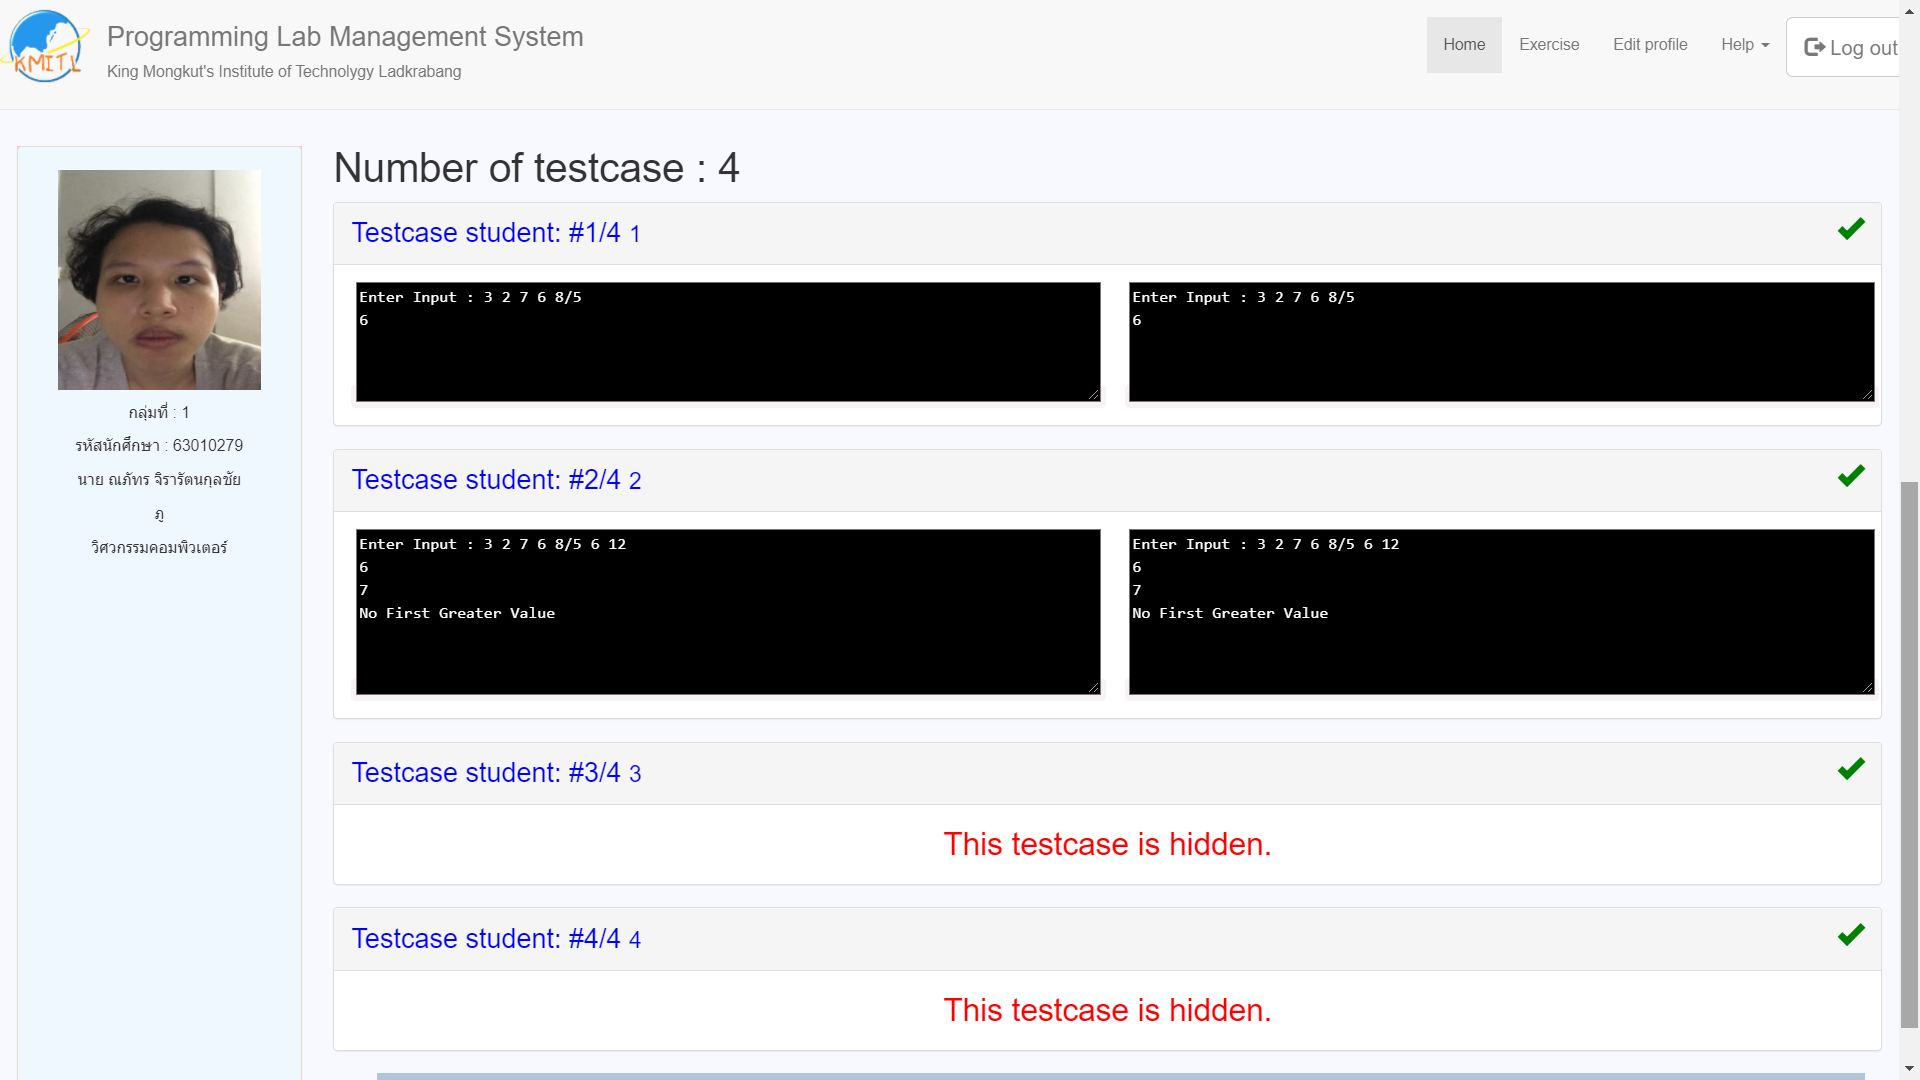 KMITL
Programming Lab Management System
King Mongkut's Institute of Technolygy Ladkrabang
Home Exercise Edit profile Help Log out
กลุ่มที่ : 1
รหัสนักศึกษา : 63010279
นาย ณภัทร จิรารัตนกุลชัย
ภู
วิศวกรรมคอมพิวเตอร์
Number of testcase : 4
Testcase student: #1/4 1
Enter Input : 3 2 7 6 8/5
6
Enter Input : 3 2 7 6 8/5
6
Testcase student: #2/4 2
Enter Input : 3 2 7 6 8/5 6 12
6
7
No First Greater Value
Enter Input : 3 2 7 6 8/5 6 12
6
7
No First Greater Value
Testcase student: #3/4 3
This testcase is hidden.
Testcase student: #4/4 4
This testcase is hidden.